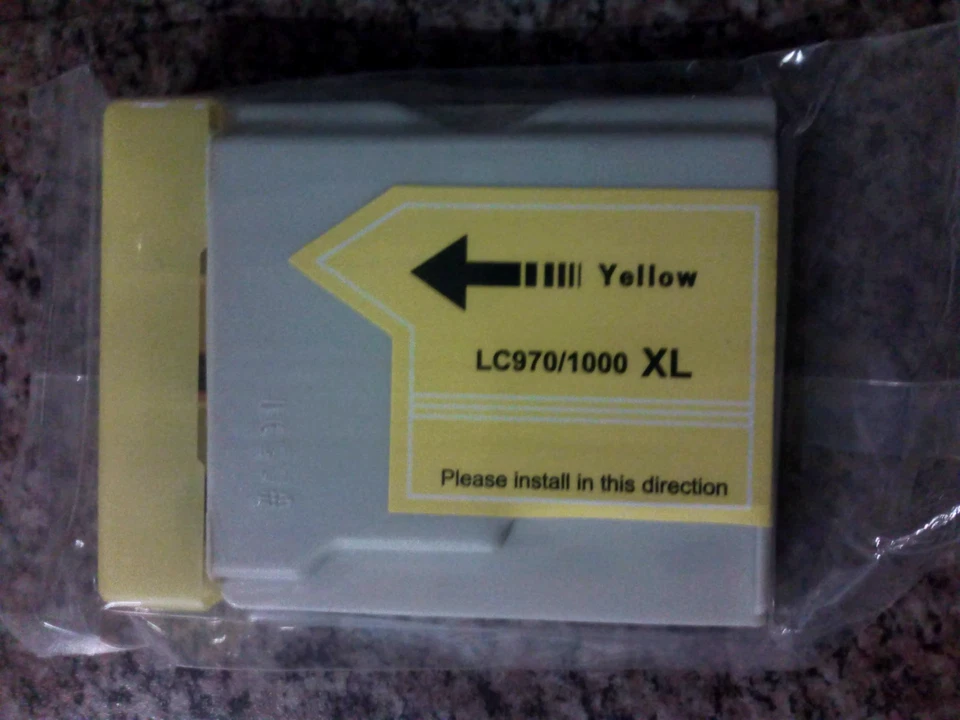 Yellow
LC970/1000 XL
Please install in this direction